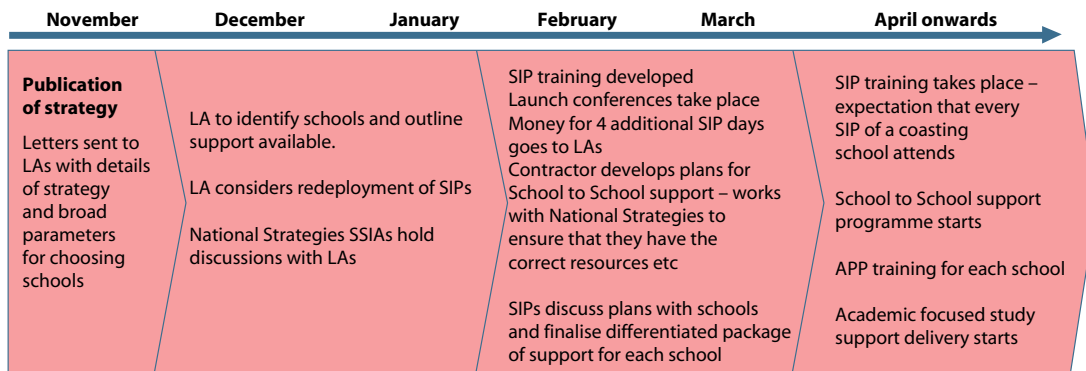 November
December
January
February
March
April onwards
Publication
of strategy
Letters sent to
LAs with details
of strategy
and broad
parameters
for choosing
schools
LA to identify schools and outline
support available.
LA considers redeployment of SIPs
National Strategies SSIAs hold
discussions with LAs
SIP training developed
Launch conferences take place
Money for 4 additional SIP days
goes to LAs
Contractor develops plans for
School to School support – works
with National Strategies to
ensure that they have the
correct resources etc
SIPs discuss plans with schools
and finalise differentiated package
of support for each school
SIP training takes place –
expectation that every
SIP of a coasting
school attends
School to School support
programme starts
APP training for each school
Academic focused study
support delivery starts